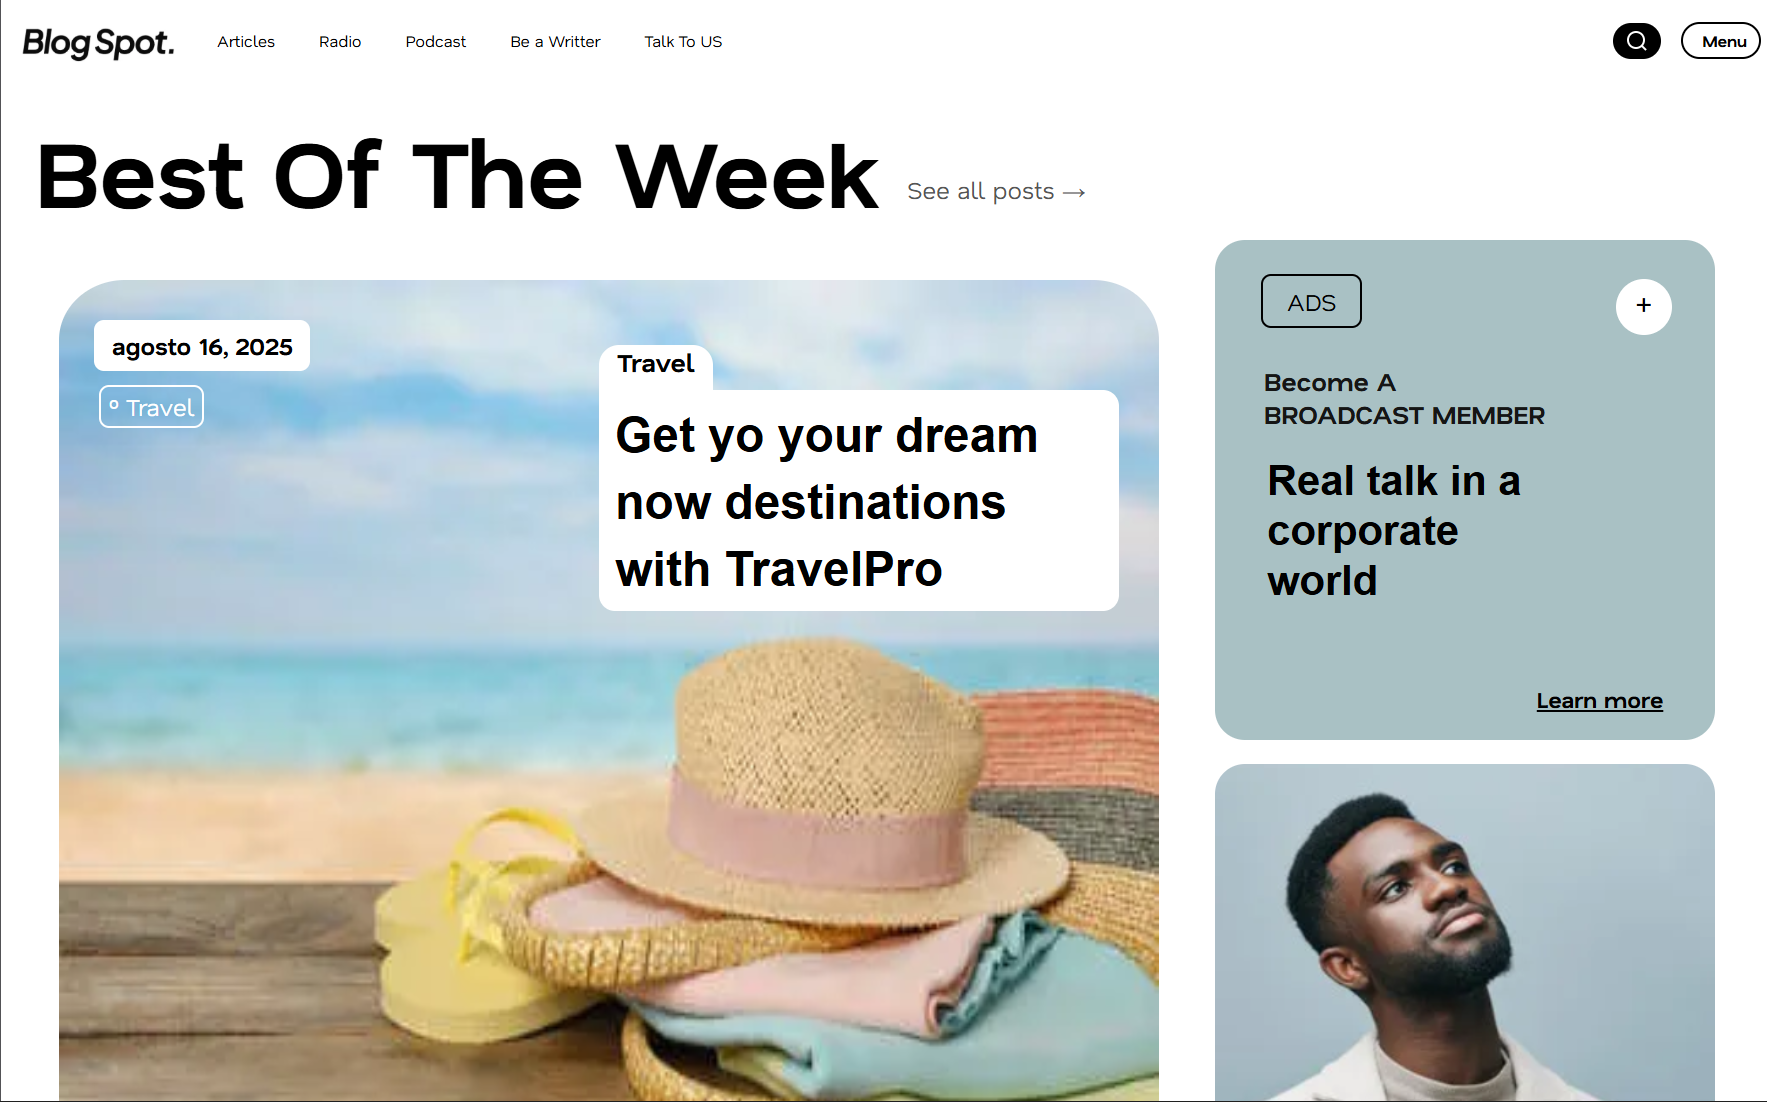 Blog Spot.
Articles
Radio
Podcast
Be a Writter
Talk To US
Menu
Best Of The Week
See all posts →
agosto 16, 2025
º Travel
Travel
Get yo your dream
now destinations
with TravelPro
ADS
+
Become A
BROADCAST MEMBER
Real talk in a
corporate
world
Learn more